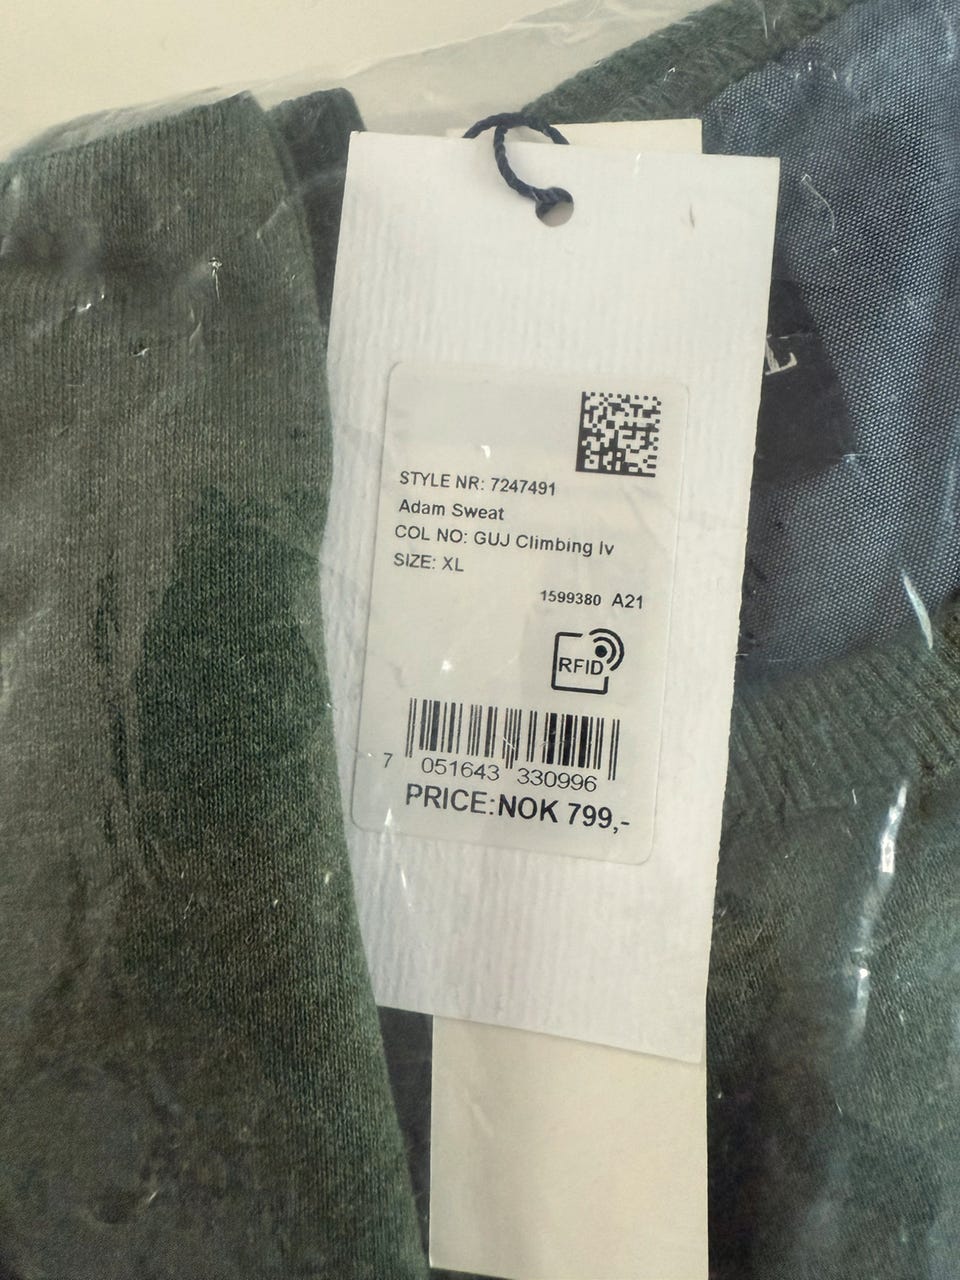 STYLE NR: 7247491
Adam Sweat
COL NO: GUJ Climbing Iv
SIZE: XL
1599380 A21
RFID
7 051643 330996
PRICE:NOK 799,-